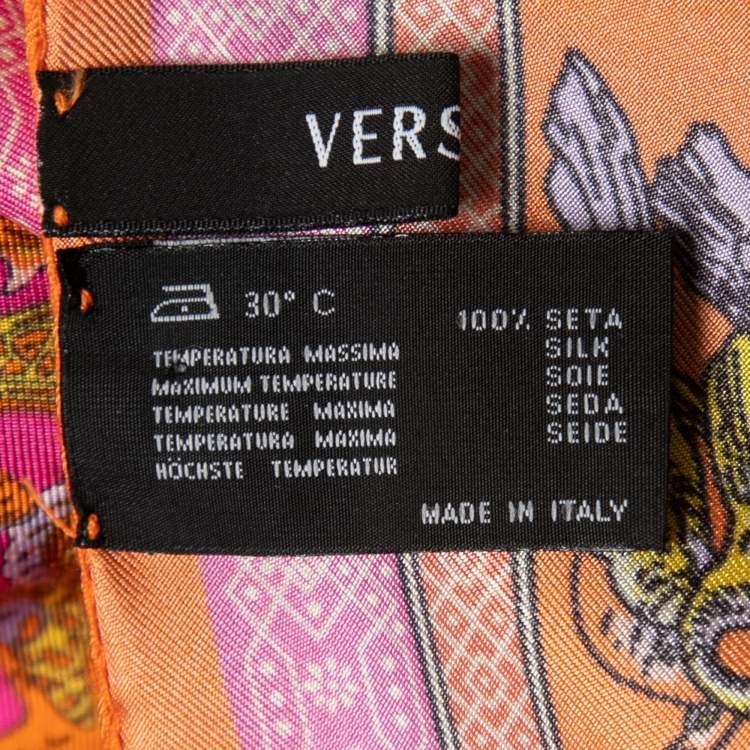 VERS
30° C
TEMPERATURA MASSIMA
MAXIMUM TEMPERATURE
TEMPERATURE MAXIMA
TEMPERATURA MAXIMA
HÖCHSTE TEMPERATUR
100% SETA
SILK
SOIE
SEDA
SEIDE
MADE IN ITALY